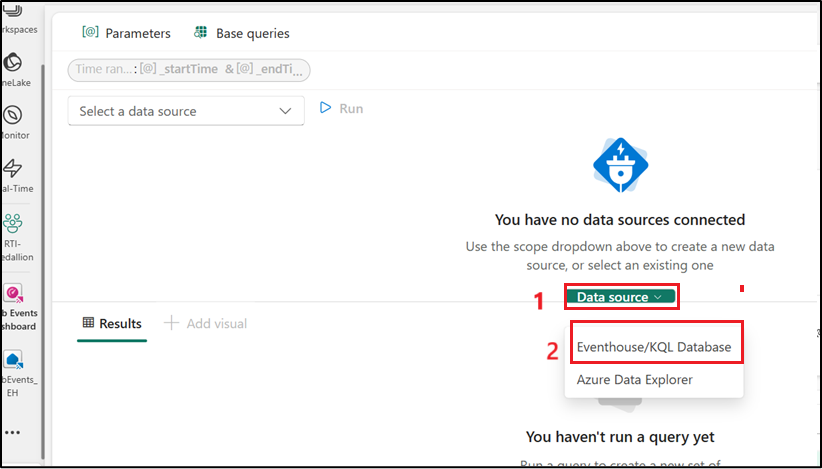 Parameters
Base queries
Time ran... : [@] _startTime & [@] _endTi...
Select a data source
Run
rkspaces
neLake
Monitor
al-Time
RTI-
edallion
b Events
shboard
bEvents_
EH
...
You have no data sources connected
Use the scope dropdown above to create a new data
source, or select an existing one
1
Data source
2
Eventhouse/KQL Database
Azure Data Explorer
Results
Add visual
You haven't run a query yet
Run a query to create a new set of